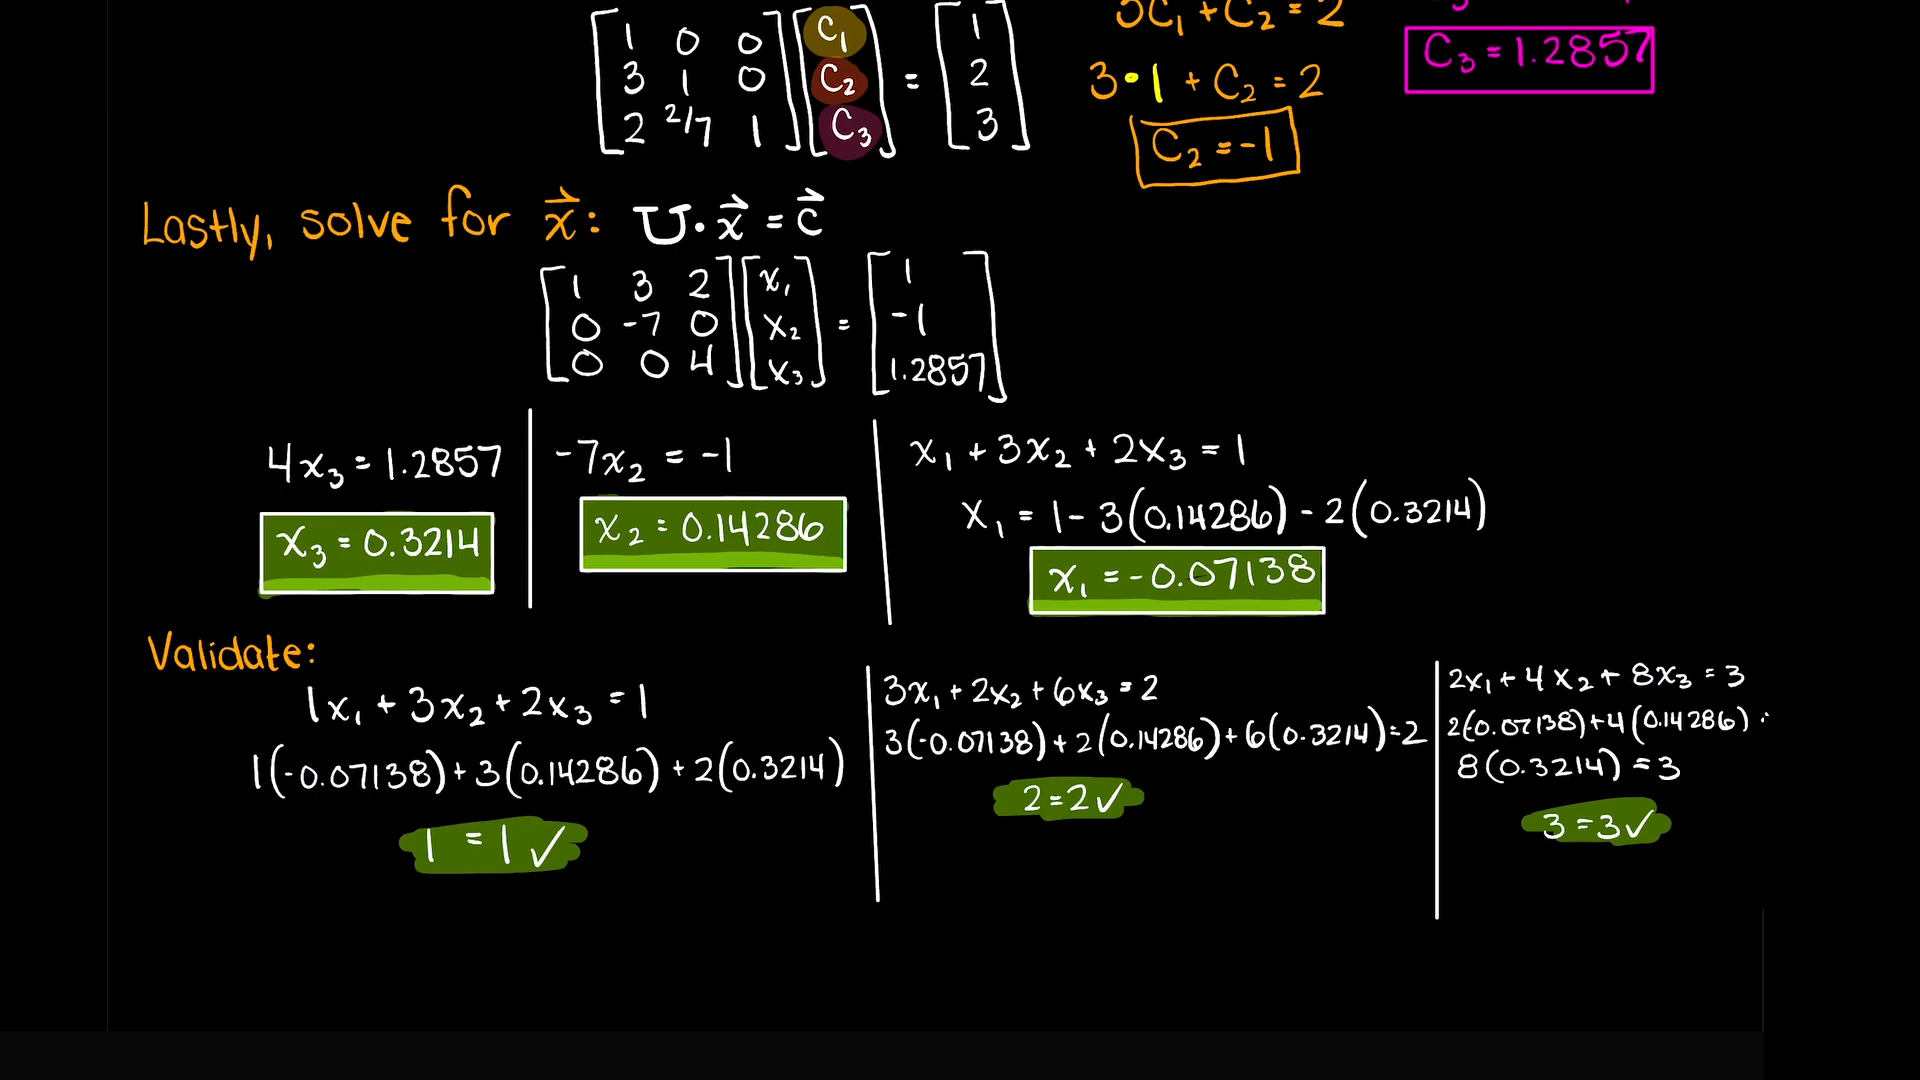 [1 0 0; 3 1 0; 2 2/7 1] [C₁; C₂; C₃] = [1; 2; 3]
3C₁ + C₂ = 2
3 • 1 + C₂ = 2
C₂ = -1
C₃ = 1.2857
Lastly, solve for x⃗: U · x⃗ = c⃗
[1 3 2; 0 -7 0; 0 0 4] [x₁; x₂; x₃] = [1; -1; 1.2857]
4x₃ = 1.2857
x₃ = 0.3214
-7x₂ = -1
x₂ = 0.14286
x₁ + 3x₂ + 2x₃ = 1
x₁ = 1 - 3(0.14286) - 2(0.3214)
x₁ = -0.07138
Validate:
1x₁ + 3x₂ + 2x₃ = 1
1(-0.07138) + 3(0.14286) + 2(0.3214)
1 = 1 ✓
3x₁ + 2x₂ + 6x₃ = 2
3(-0.07138) + 2(0.14286) + 6(0.3214) = 2
2 = 2 ✓
2x₁ + 4x₂ + 8x₃ = 3
2(-0.07138) + 4(0.14286)
8(0.3214) = 3
3 = 3 ✓